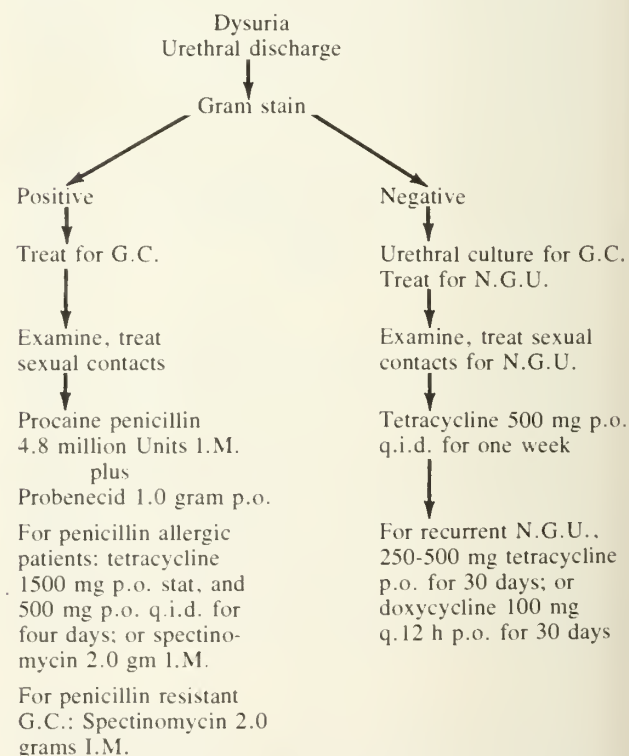 Dysuria
Urethral discharge
Gram stain
Positive
Treat for G.C.
Examine, treat
sexual contacts
Procaine penicillin
4.8 million Units I.M.
plus
Probenecid 1.0 gram p.o.
For penicillin allergic
patients: tetracycline
1500 mg p.o. stat, and
500 mg p.o. q.i.d. for
four days; or spectino-
mycin 2.0 gm I.M.
For penicillin resistant
G.C.: Spectinomycin 2.0
grams I.M.
Negative
Urethral culture for G.C.
Treat for N.G.U.
Examine, treat sexual
contacts for N.G.U.
Tetracycline 500 mg p.o.
q.i.d. for one week
For recurrent N.G.U.,
250-500 mg tetracycline
p.o. for 30 days; or
doxycycline 100 mg
q.12 h p.o. for 30 days